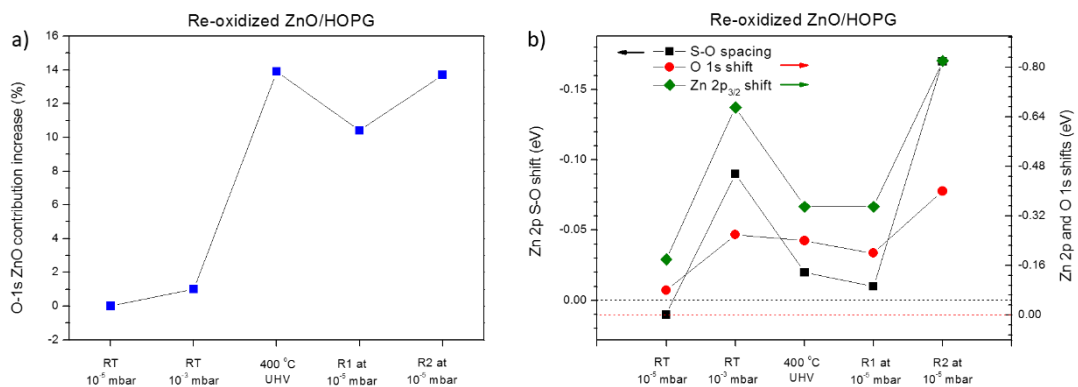 a)
Re-oxidized ZnO/HOPG
O-1s ZnO contribution increase (%)
16
14
12
10
8
6
4
2
0
-2
RT
10⁻⁵ mbar
RT
10⁻³ mbar
400 °C
UHV
R1 at
10⁻⁵ mbar
R2 at
10⁻⁵ mbar
b)
Re-oxidized ZnO/HOPG
S-O spacing
O 1s shift
Zn 2p₃/₂ shift
Zn 2p S-O shift (eV)
-0.15
-0.10
-0.05
0.00
Zn 2p and O 1s shifts (eV)
-0.80
-0.64
-0.48
-0.32
-0.16
0.00
RT
10⁻⁵ mbar
RT
10⁻³ mbar
400 °C
UHV
R1 at
10⁻⁵ mbar
R2 at
10⁻⁵ mbar